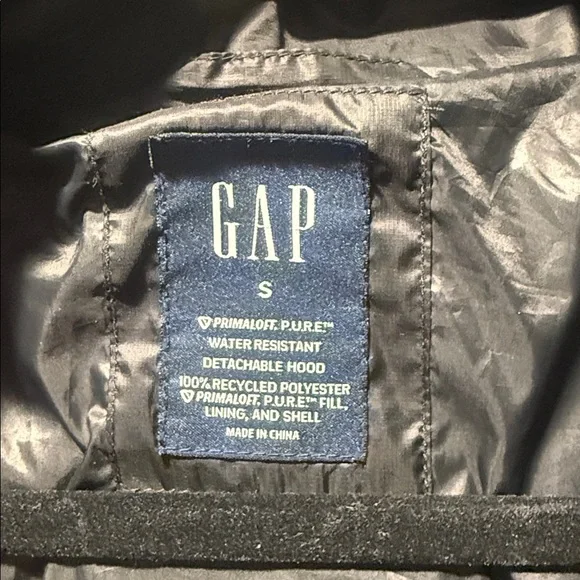 GAP
S
PRIMALOFT. P.U.R.E™
WATER RESISTANT
DETACHABLE HOOD
100% RECYCLED POLYESTER
PRIMALOFT. P.U.R.E™ FILL,
LINING, AND SHELL
MADE IN CHINA